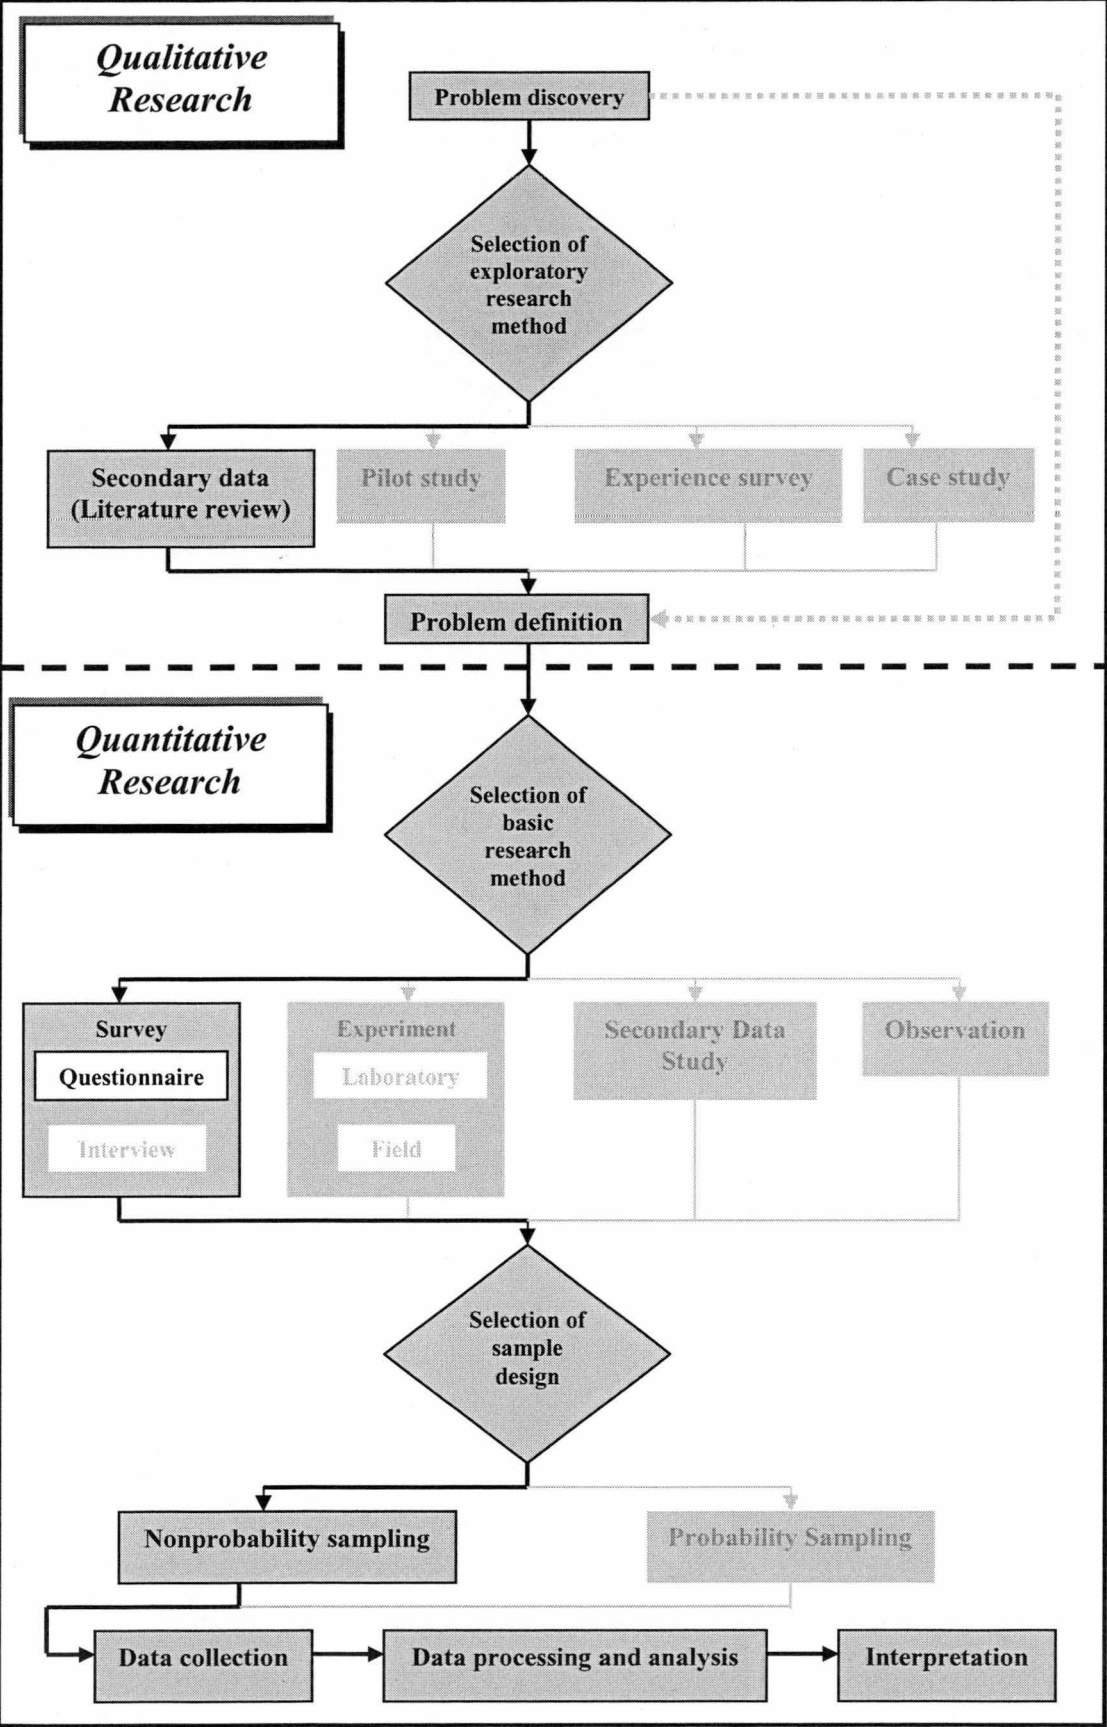 Qualitative
Research
Problem discovery
Selection of
exploratory
research
method
Secondary data
(Literature review)
Pilot study
Experience survey
Case study
Problem definition
Quantitative
Research
Selection of
basic
research
method
Survey
Questionnaire
Interview
Experiment
Laboratory
Field
Secondary Data
Study
Observation
Selection of
sample
design
Nonprobability sampling
Probability Sampling
Data collection
Data processing and analysis
Interpretation